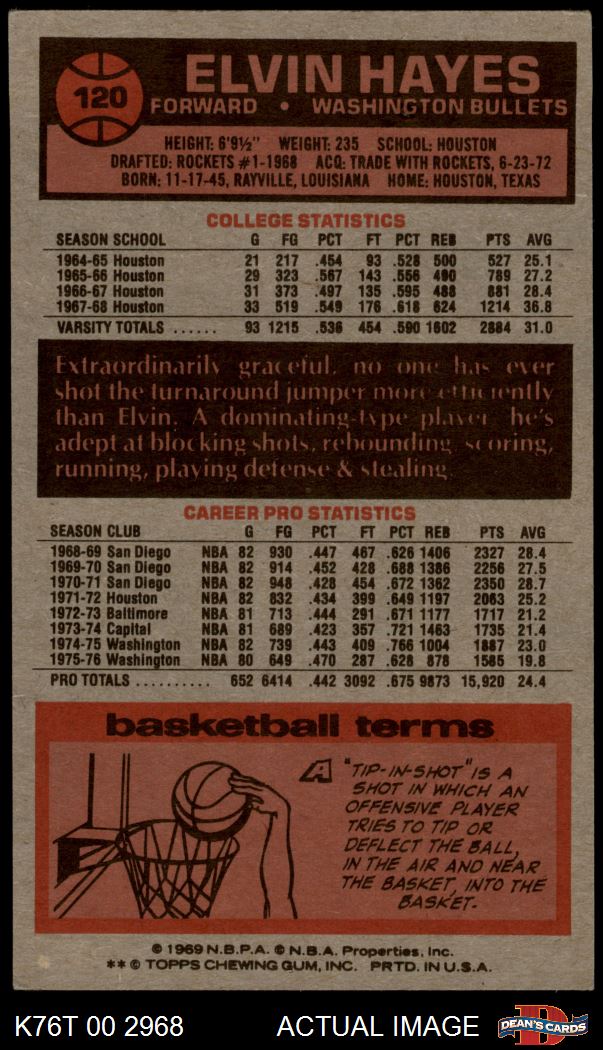 120
ELVIN HAYES
FORWARD • WASHINGTON BULLETS
HEIGHT: 6'9½" WEIGHT: 235 SCHOOL: HOUSTON
DRAFTED: ROCKETS #1-1968 ACQ: TRADE WITH ROCKETS, 6-23-72
BORN: 11-17-45, RAYVILLE, LOUISIANA HOME: HOUSTON, TEXAS
COLLEGE STATISTICS
SEASON SCHOOL G FG PCT FT PCT REB PTS AVG
1964-65 Houston 21 217 .454 93 .528 500 527 25.1
1965-66 Houston 29 323 .567 143 .556 490 789 27.2
1966-67 Houston 31 373 .497 135 .595 488 881 28.4
1967-68 Houston 33 519 .549 176 .618 624 1214 36.8
VARSITY TOTALS ...... 93 1215 .536 454 .590 1602 2884 31.0
Extraordinarily graceful, no one has ever
shot the turnaround jumper more efficiently
than Elvin. A dominating-type player he's
adept at blocking shots, rebounding, scoring,
running, playing defense & stealing.
CAREER PRO STATISTICS
SEASON CLUB G FG PCT FT PCT REB PTS AVG
1968-69 San Diego NBA 82 930 .447 467 .626 1406 2327 28.4
1969-70 San Diego NBA 82 914 .452 428 .688 1386 2256 27.5
1970-71 San Diego NBA 82 948 .428 454 .672 1362 2350 28.7
1971-72 Houston NBA 82 832 .434 399 .649 1197 2063 25.2
1972-73 Baltimore NBA 81 713 .444 291 .671 1177 1717 21.2
1973-74 Capital NBA 81 689 .423 357 .721 1463 1735 21.4
1974-75 Washington NBA 82 739 .443 409 .766 1004 1887 23.0
1975-76 Washington NBA 80 649 .470 287 .628 878 1585 19.8
PRO TOTALS .......... 652 6414 .442 3092 .675 9873 15,920 24.4
basketball terms
A "TIP-IN-SHOT" IS A
SHOT IN WHICH AN
OFFENSIVE PLAYER
TRIES TO TIP OR
DEFLECT THE BALL,
IN THE AIR AND NEAR
THE BASKET, INTO THE
BASKET.
© 1969 N.B.P.A. © N.B.A. Properties, Inc.
** © TOPPS CHEWING GUM, INC. PRTD. IN U.S.A.
K76T 00 2968 ACTUAL IMAGE
D
DEAN'S CARDS